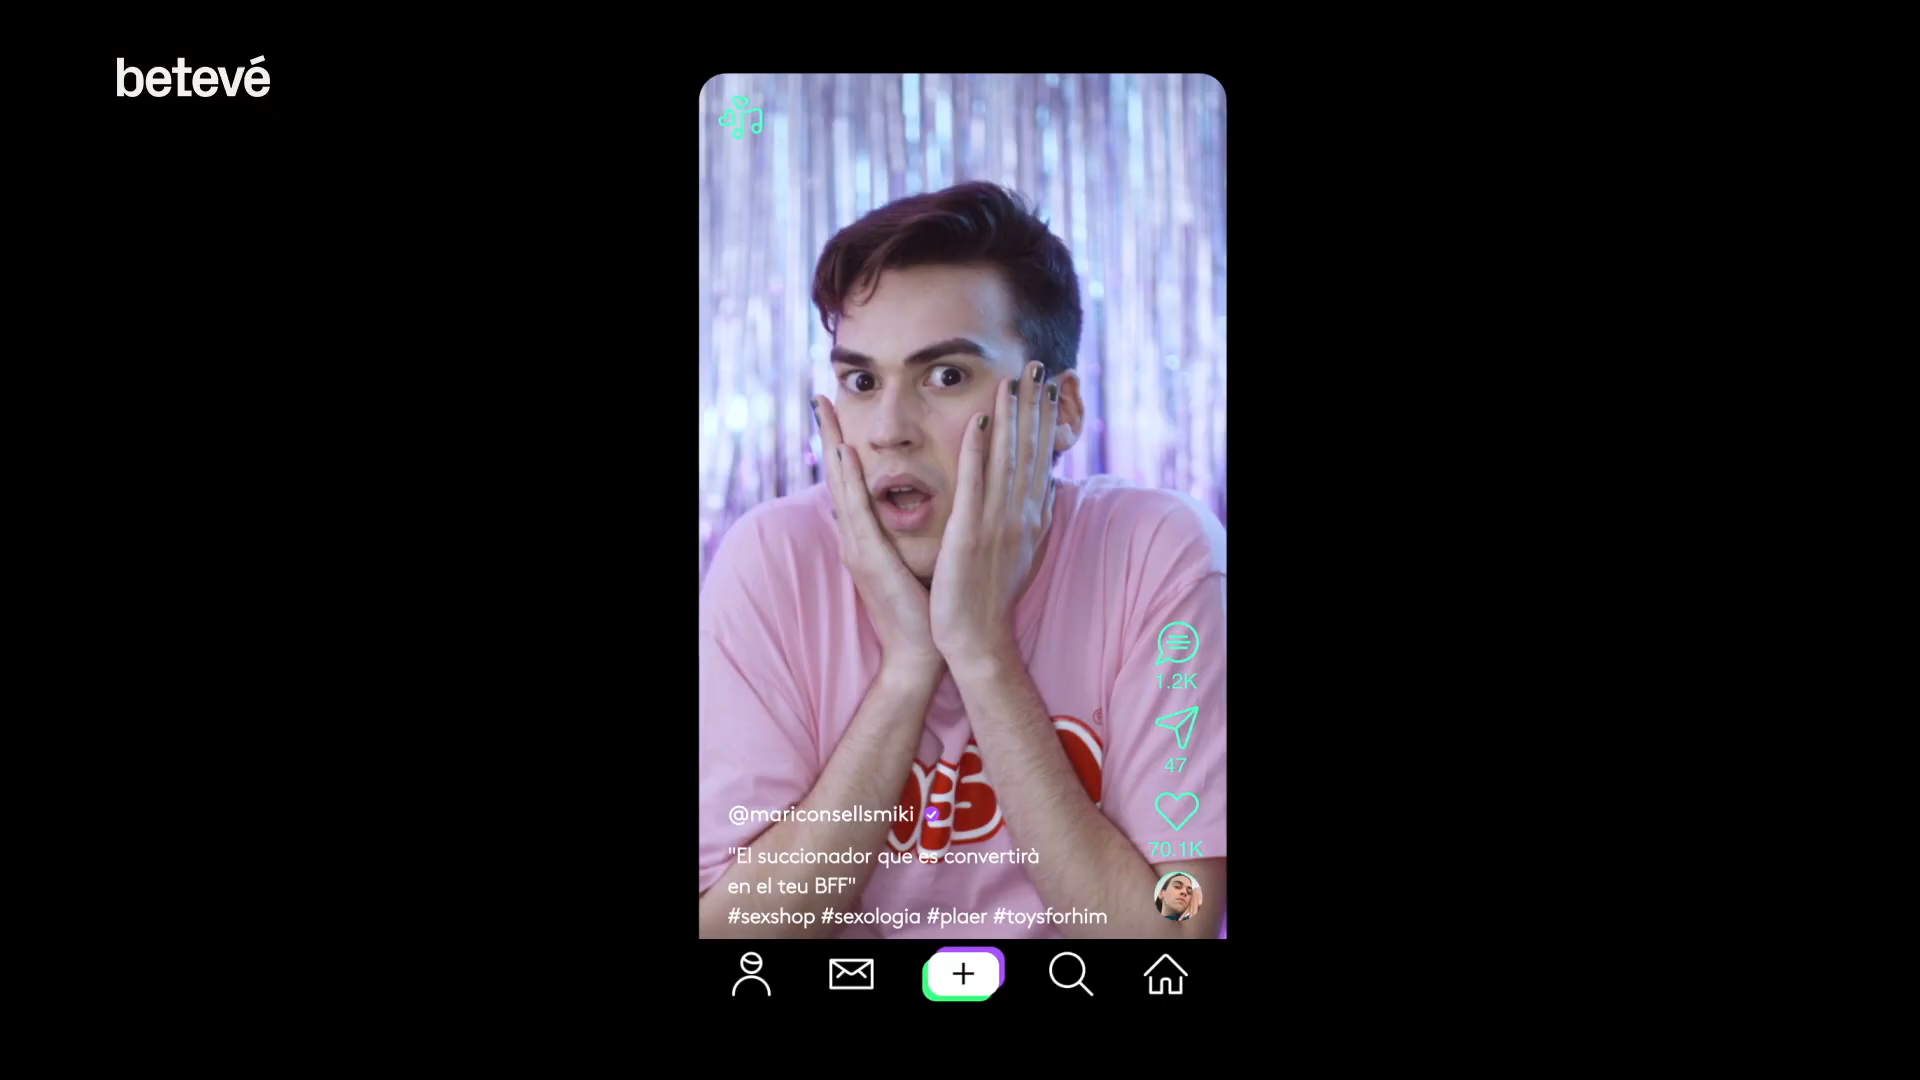 betevé
1.2K
47
70.1K
@mariconsellsmiki
"El succionador que es convertirà
en el teu BFF"
#sexshop #sexologia #plaer #toysforhim